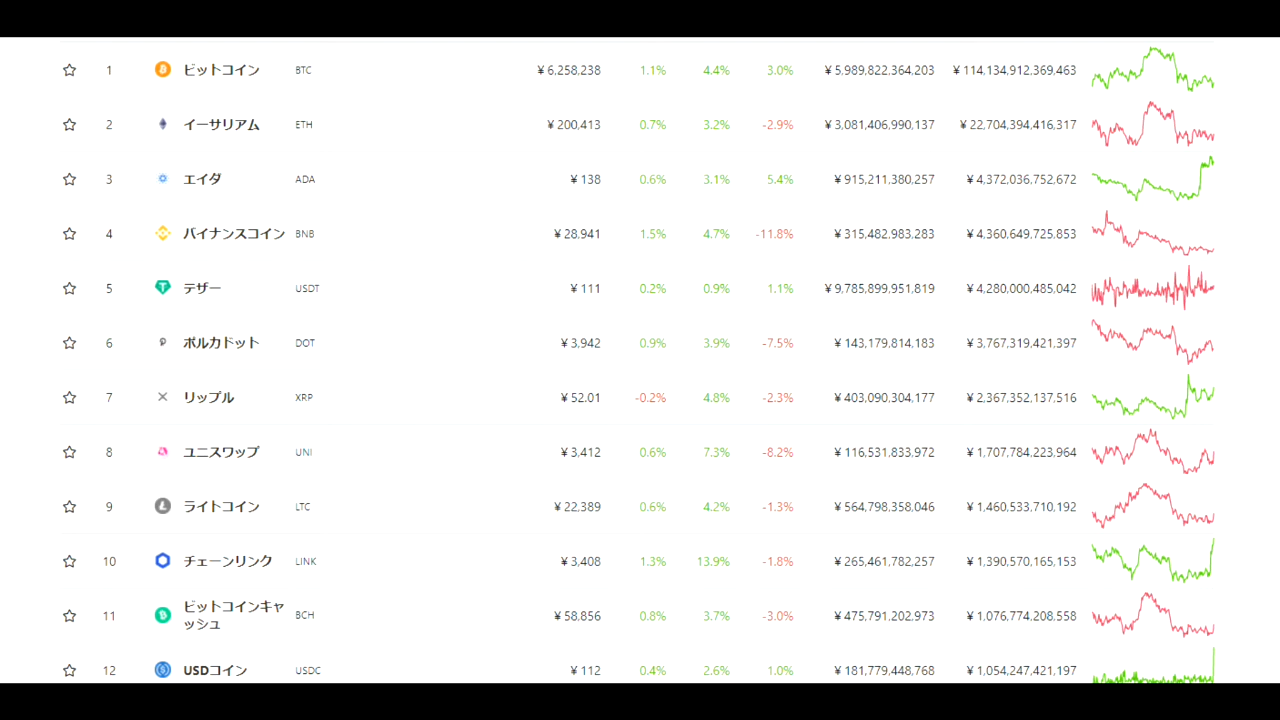 1 ビットコイン BTC ¥6,258,238 1.1% 4.4% 3.0% ¥5,989,822,364,203 ¥114,134,912,369,463
2 イーサリアム ETH ¥200,413 0.7% 3.2% -2.9% ¥3,081,406,990,137 ¥22,704,394,416,317
3 エイダ ADA ¥138 0.6% 3.1% 5.4% ¥915,211,380,257 ¥4,372,036,752,672
4 バイナンスコイン BNB ¥28,941 1.5% 4.7% -11.8% ¥315,482,983,283 ¥4,360,649,725,853
5 テザー USDT ¥111 0.2% 0.9% 1.1% ¥9,785,899,951,819 ¥4,280,000,485,042
6 ポルカドット DOT ¥3,942 0.9% 3.9% -7.5% ¥143,179,814,183 ¥3,767,319,421,397
7 リップル XRP ¥52.01 -0.2% 4.8% -2.3% ¥403,090,304,177 ¥2,367,352,137,516
8 ユニスワップ UNI ¥3,412 0.6% 7.3% -8.2% ¥116,531,833,972 ¥1,707,784,223,964
9 ライトコイン LTC ¥22,389 0.6% 4.2% -1.3% ¥564,798,358,046 ¥1,460,533,710,192
10 チェーンリンク LINK ¥3,408 1.3% 13.9% -1.8% ¥265,461,782,257 ¥1,390,570,165,153
ビットコインキャ
11 BCH ¥58,856 0.8% 3.7% -3.0% ¥475,791,202,973 ¥1,076,774,208,558
ッシュ
12 USDコイン USDC ¥112 0.4% 2.6% 1.0% ¥181,779,448,768 ¥1,054,247,421,197